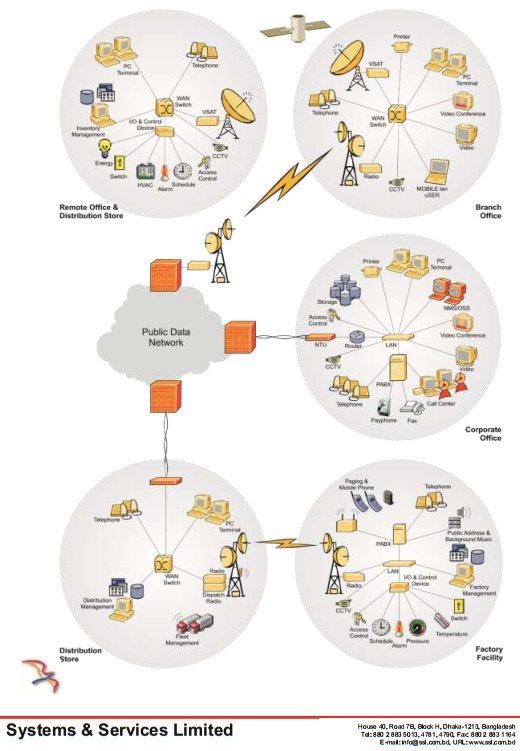 PC
Terminal
Telephone
WAN
Switch
VSAT
I/O & Control
Device
Inventory
Management
Energy
Switch
HVAC
Alarm
Schedule
Access
Control
CCTV
Remote Office &
Distribution Store
Printer
VSAT
PC
Terminal
Telephone
WAN
Switch
Video Conference
Video
Radio
CCTV
MOBILE lan
uSER
Branch
Office
Public Data
Network
Printer
PC
Terminal
Storage
NMS/OSS
Access
Control
Video Conference
NTU
Router
LAN
CCTV
Video
PABX
Telephone
Call Center
Payphone
Fax
Corporate
Office
Telephone
PC
Terminal
WAN
Switch
Radio
Dispatch
Radio
Distribution
Management
Fleet
Management
Distribution
Store
Paging &
Mobile Phone
Telephone
PABX
Public Address &
Background Music
LAN
Radio
I/O & Control
Device
Factory
Management
CCTV
Access
Control
Schedule
Alarm
Pressure
Temperature
Switch
Factory
Facility
Systems & Services Limited
House 40, Road 7B, Block H, Dhaka-1213, Bangladesh
Tel: 880 2 883 5013, 4781, 4790, Fax: 880 2 883 1164
E-mail: info@ssl.com.bd, URL: www.ssl.com.bd